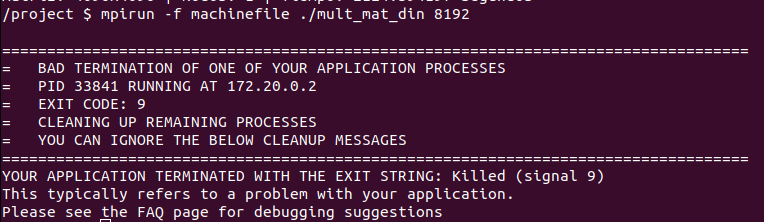 /project $ mpirun -f machinefile ./mult_mat_din 8192

===================================================================================
=   BAD TERMINATION OF ONE OF YOUR APPLICATION PROCESSES
=   PID 33841 RUNNING AT 172.20.0.2
=   EXIT CODE: 9
=   CLEANING UP REMAINING PROCESSES
=   YOU CAN IGNORE THE BELOW CLEANUP MESSAGES
===================================================================================
YOUR APPLICATION TERMINATED WITH THE EXIT STRING: Killed (signal 9)
This typically refers to a problem with your application.
Please see the FAQ page for debugging suggestions